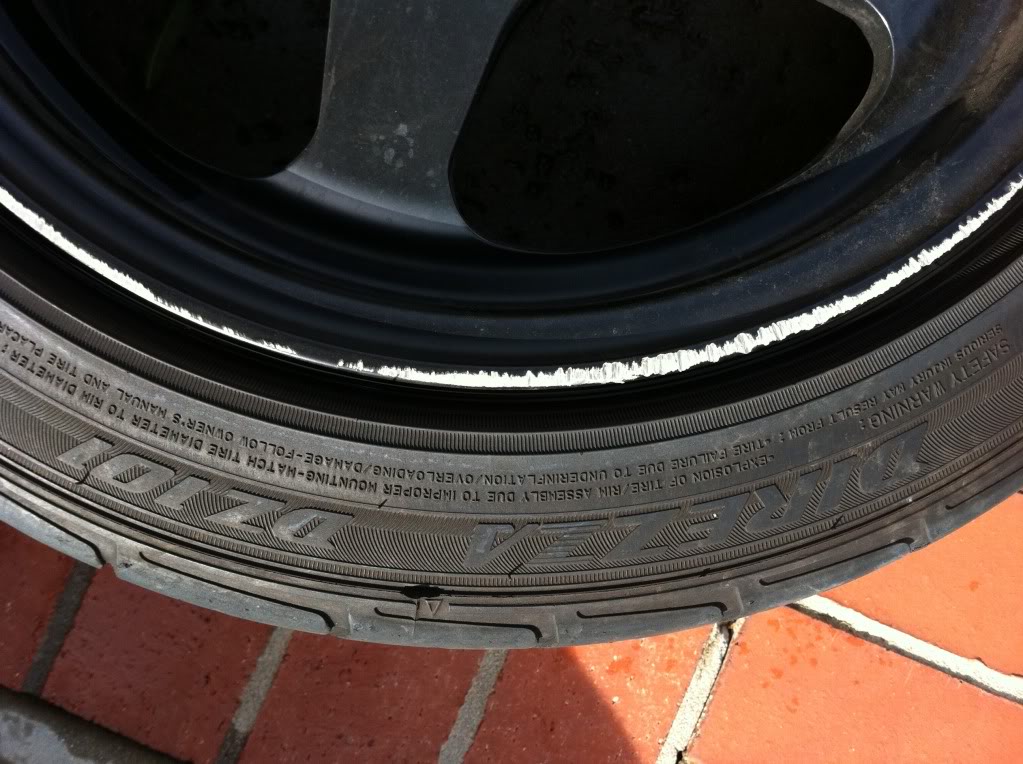 SAFETY WARNING:
SERIOUS INJURY MAY RESULT FROM:
•TIRE FAILURE DUE TO UNDERINFLATION/OVERLOADING/DAMAGE-FOLLOW OWNER'S MANUAL AND TIRE PLACAR
•EXPLOSION OF TIRE/RIM ASSEMBLY DUE TO IMPROPER MOUNTING-MATCH TIRE DIAMETER TO RIM DIAMETER;
DIREZZA DZ101